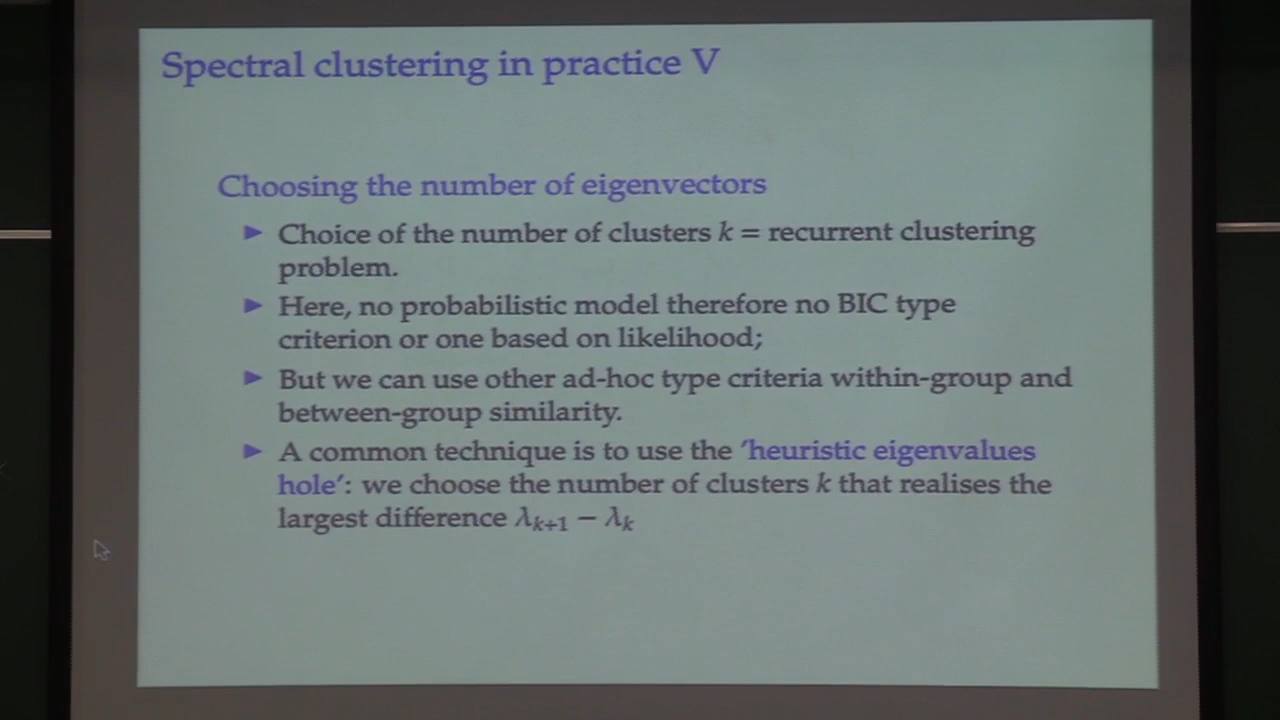 Spectral clustering in practice V
Choosing the number of eigenvectors
► Choice of the number of clusters k = recurrent clustering
problem.
► Here, no probabilistic model therefore no BIC type
criterion or one based on likelihood;
► But we can use other ad-hoc type criteria within-group and
between-group similarity.
► A common technique is to use the 'heuristic eigenvalues
hole': we choose the number of clusters k that realises the
largest difference λₖ₊₁ − λₖ